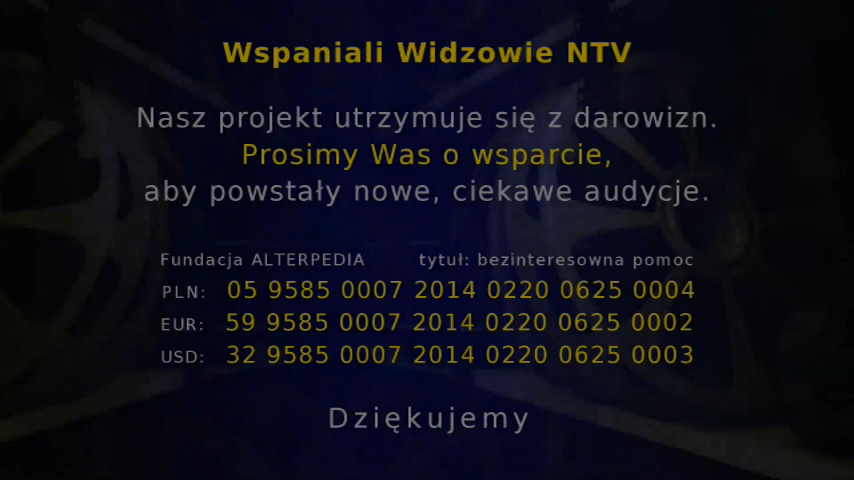 Wspaniali Widzowie NTV
Nasz projekt utrzymuje się z darowizn.
Prosimy Was o wsparcie,
aby powstały nowe, ciekawe audycje.
Fundacja ALTERPEDIA tytuł: bezinteresowna pomoc
PLN: 05 9585 0007 2014 0220 0625 0004
EUR: 59 9585 0007 2014 0220 0625 0002
USD: 32 9585 0007 2014 0220 0625 0003
Dziękujemy